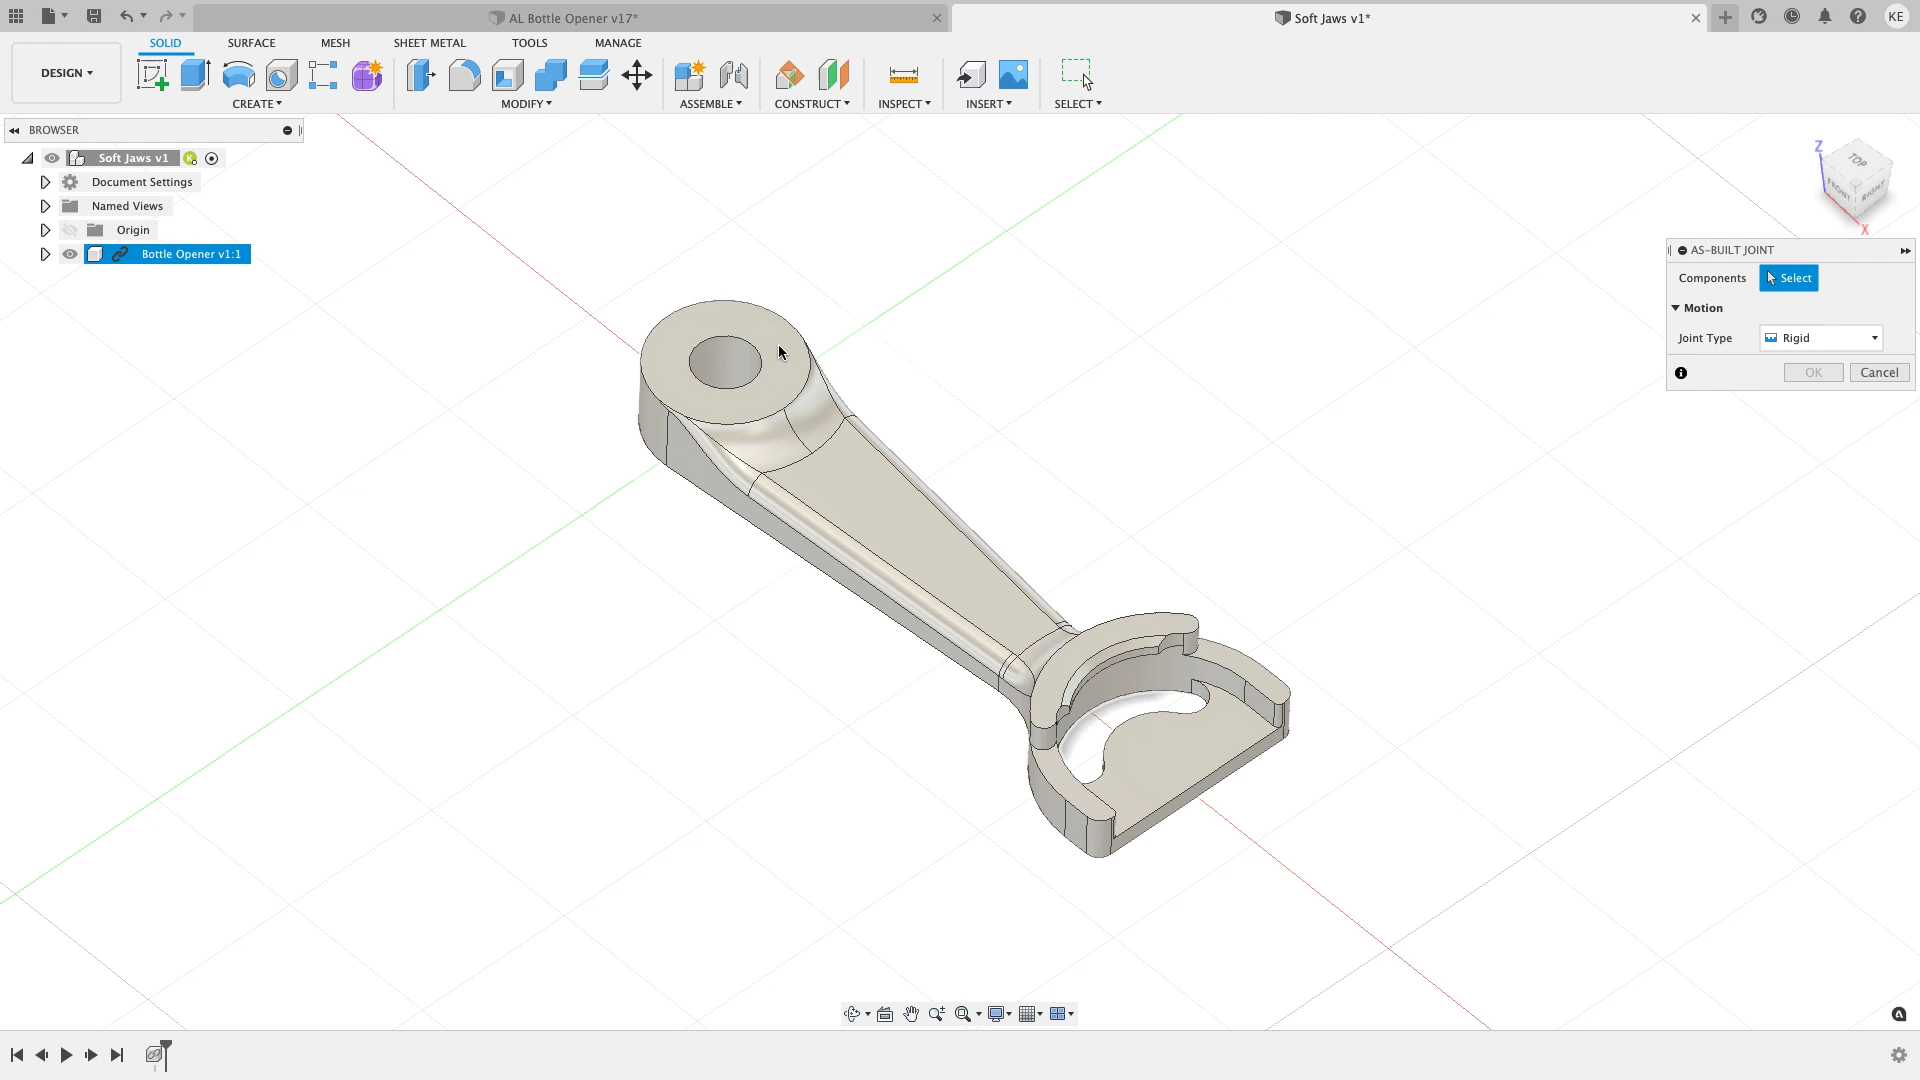 AL Bottle Opener v17*
Soft Jaws v1*
KE
DESIGN
SOLID
SURFACE
MESH
SHEET METAL
TOOLS
MANAGE
CREATE
MODIFY
ASSEMBLE
CONSTRUCT
INSPECT
INSERT
SELECT
BROWSER
Soft Jaws v1
Document Settings
Named Views
Origin
Bottle Opener v1:1
Z
TOP
FRONT
RIGHT
X
AS-BUILT JOINT
Components
Select
Motion
Joint Type
Rigid
OK
Cancel